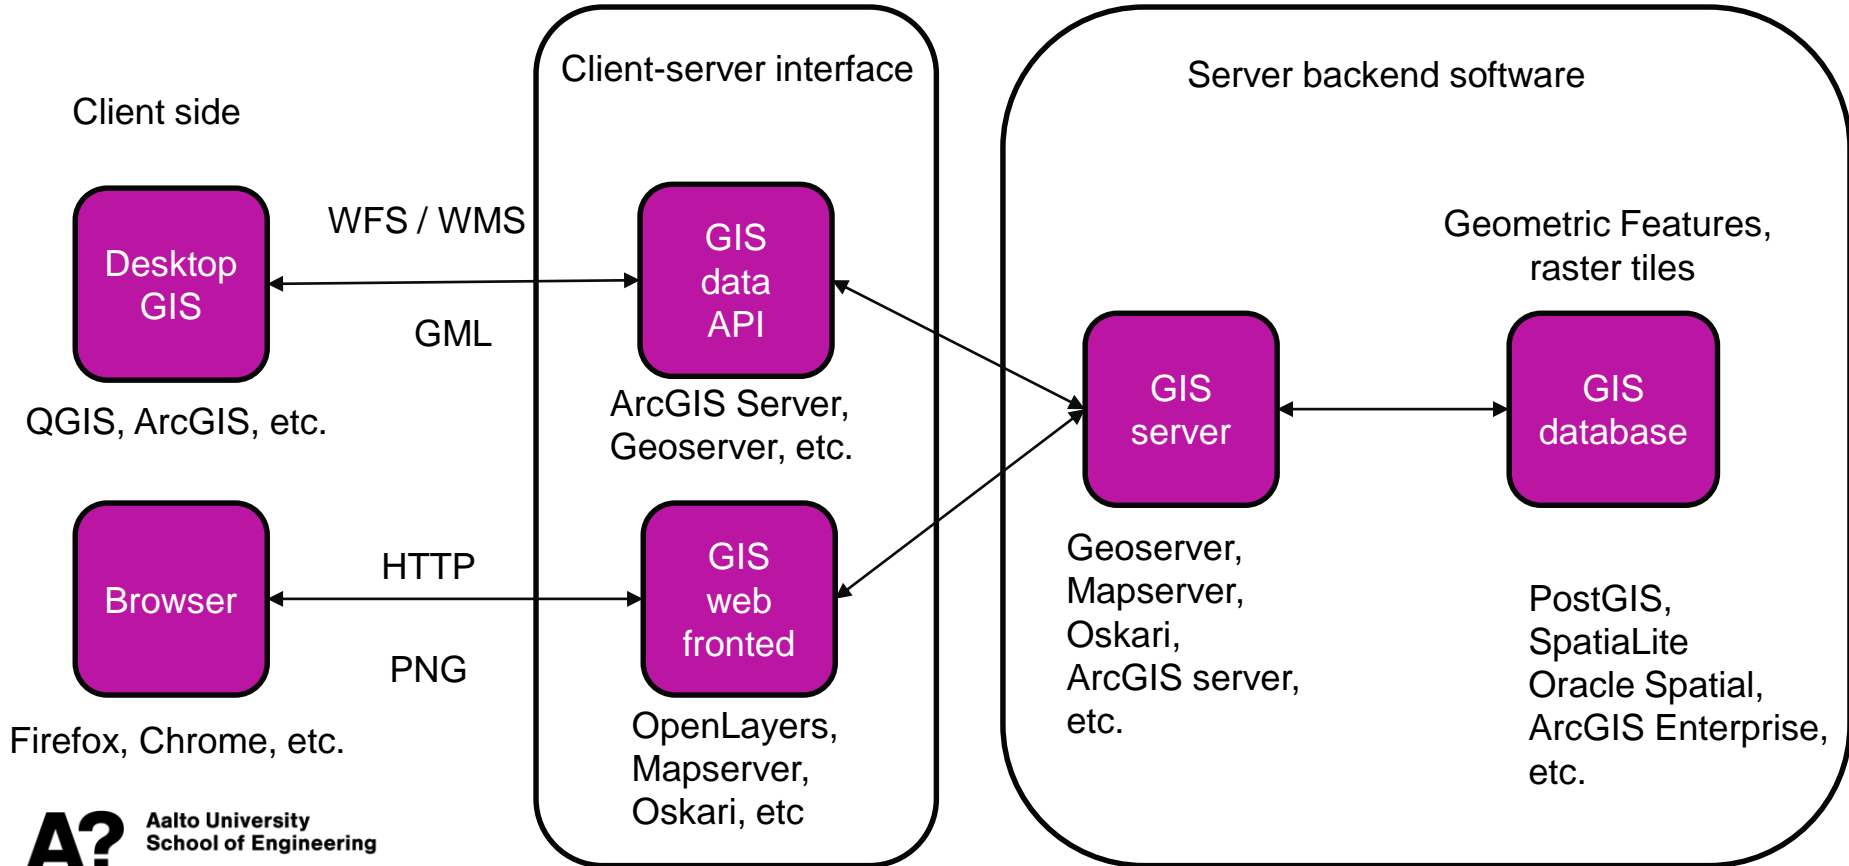 Client side
Desktop
GIS
QGIS, ArcGIS, etc.
Browser
Firefox, Chrome, etc.
WFS / WMS
GML
HTTP
PNG
Client-server interface
GIS
data
API
ArcGIS Server,
Geoserver, etc.
GIS
web
fronted
OpenLayers,
Mapserver,
Oskari, etc
Server backend software
GIS
server
Geoserver,
Mapserver,
Oskari,
ArcGIS server,
etc.
Geometric Features,
raster tiles
GIS
database
PostGIS,
SpatiaLite
Oracle Spatial,
ArcGIS Enterprise,
etc.
A?
Aalto University
School of Engineering